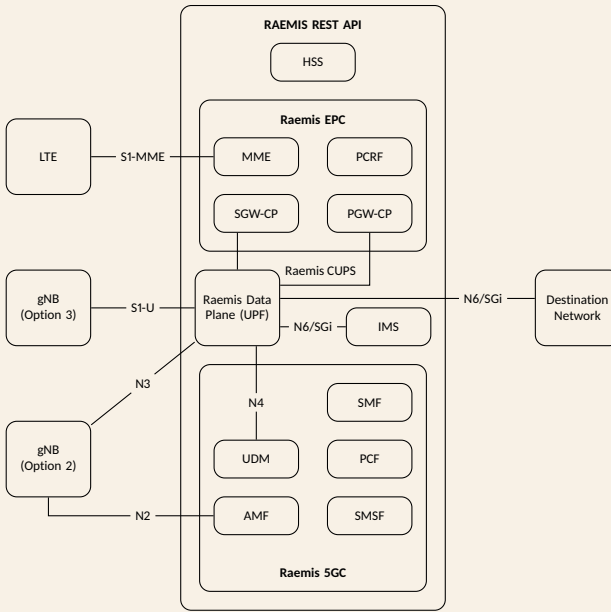 RAEMIS REST API
HSS
Raemis EPC
LTE
S1-MME
MME
PCRF
SGW-CP
PGW-CP
Raemis CUPS
gNB
(Option 3)
S1-U
Raemis Data
Plane (UPF)
N6/SGi
Destination
Network
N6/SGi
IMS
N3
N4
SMF
gNB
(Option 2)
UDM
PCF
N2
AMF
SMSF
Raemis 5GC